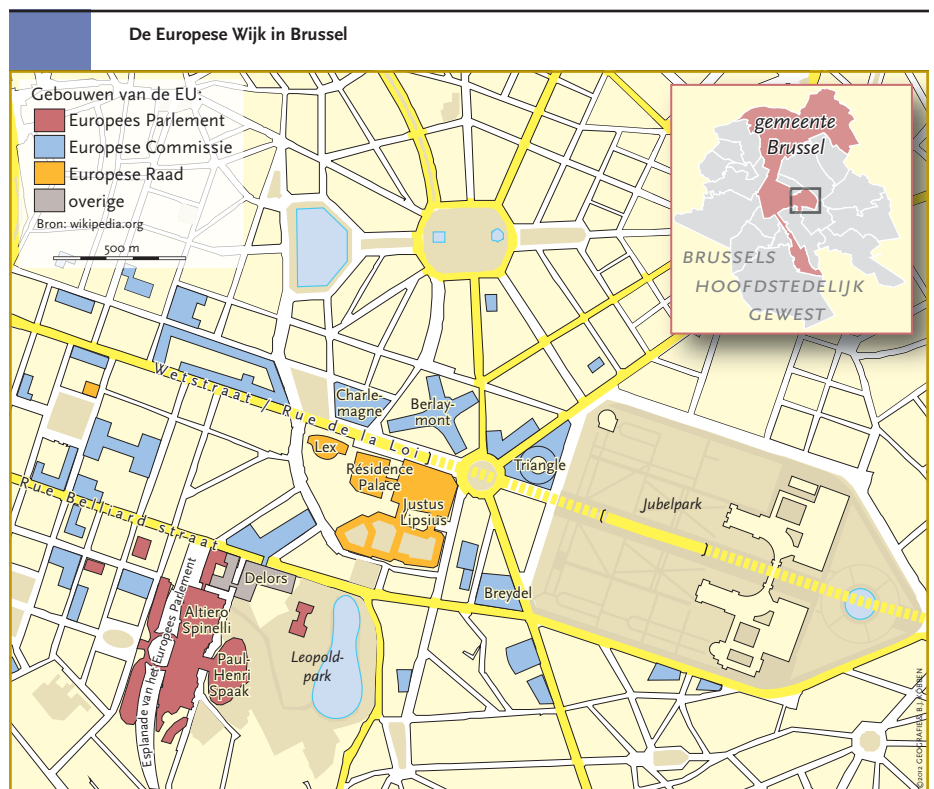 De Europese Wijk in Brussel
Gebouwen van de EU:
Europees Parlement
Europese Commissie
Europese Raad
overige
Bron: wikipedia.org
500 m
gemeente
Brussel
BRUSSELS
HOOFDSTEDELIJK
GEWEST
Wetstraat / Rue de la Loi
Charle-
magne
Berlay-
mont
Lex
Résidence
Palace
Justus
Lipsius
Triangle
Jubelpark
Rue Belliard straat
Delors
Breydel
Altiero
Spinelli
Paul-
Henri
Spaak
Leopold-
park
Esplanade van het Europees Parlement
©2012 GEOGRAFIE & B.J. KÖBBEN